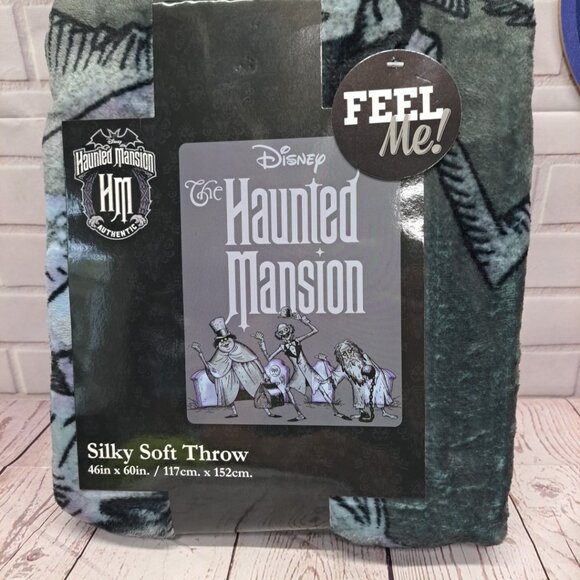 FEEL
Me!
Disney
Haunted Mansion
HM
AUTHENTIC
Disney
The Haunted
Mansion
Silky Soft Throw
46in x 60in. / 117cm. x 152cm.